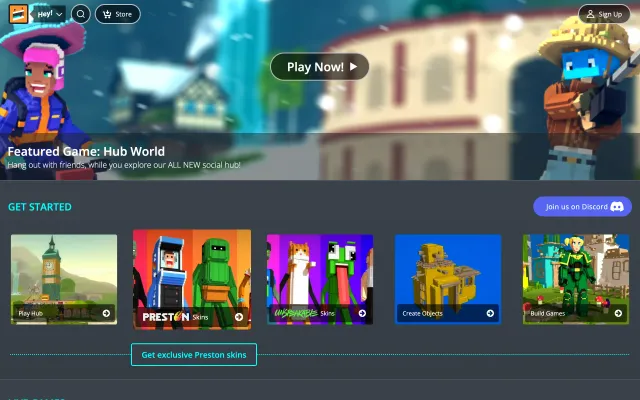 Hey!
Store
Sign Up
Play Now!
Featured Game: Hub World
Hang out with friends, while you explore our ALL NEW social hub!
GET STARTED
Join us on Discord
Play Hub
PRESTON Skins
UNSPEAKABLE Skins
Create Objects
Build Games
Get exclusive Preston skins